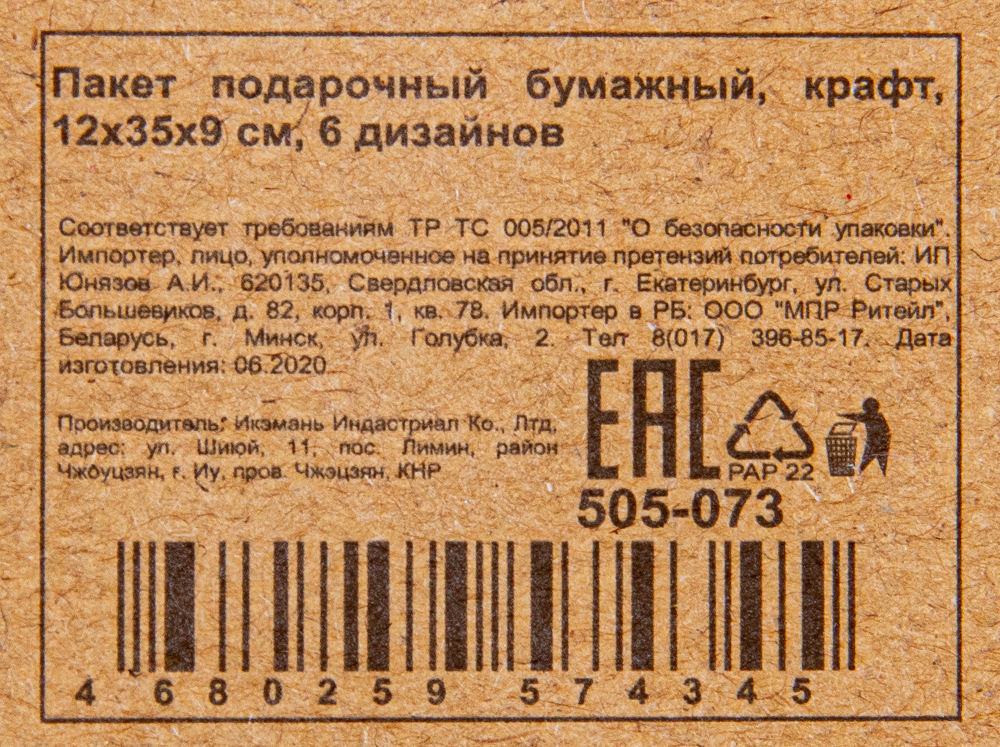 Пакет подарочный бумажный, крафт,
12х35х9 см, 6 дизайнов
Соответствует требованиям ТР ТС 005/2011 "О безопасности упаковки".
Импортер, лицо, уполномоченное на принятие претензий потребителей: ИП
Юнязов А.И., 620135, Свердловская обл., г. Екатеринбург, ул. Старых
Большевиков, д. 82, корп. 1, кв. 78. Импортер в РБ: ООО "МПР Ритейл",
Беларусь, г. Минск, ул. Голубка, 2. Тел 8(017) 396-85-17. Дата
изготовления: 06.2020
Производитель: Икэмань Индастриал Ко., Лтд,
адрес: ул. Шиюй, 11, пос. Лимин, район
Чжоуцзян, г. Иу, пров. Чжэцзян, КНР
ЕАС
PAP 22
505-073
4 680259 574345